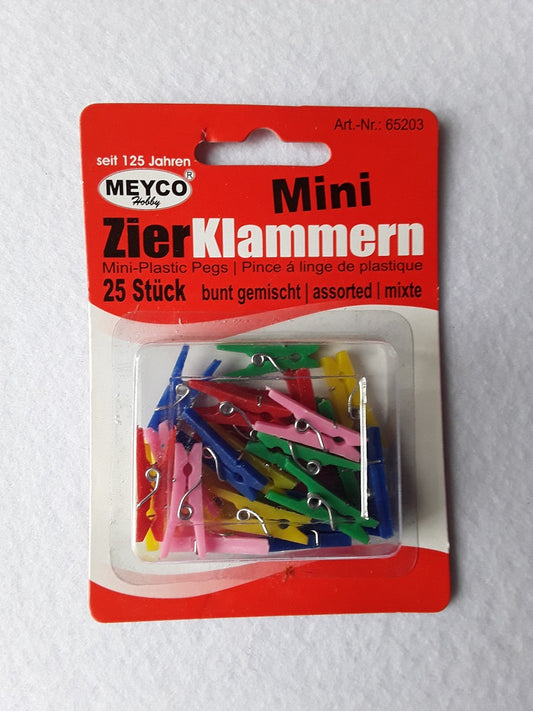 Art.-Nr.: 65203
seit 125 Jahren
MEYCO®
Hobby
Mini
ZierKlammern
Mini-Plastic Pegs | Pince á linge de plastique
25 Stück bunt gemischt | assorted | mixte